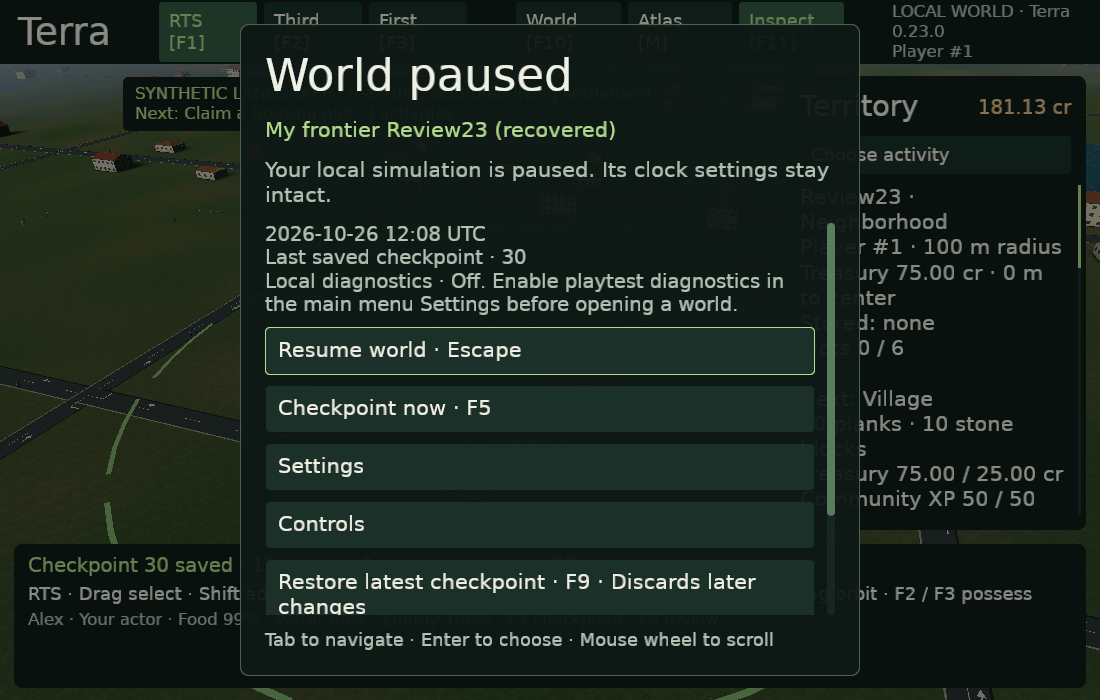 Terra
RTS
[F1]
Third
[F2]
First
[F3]
World
[F10]
Atlas
[M]
Inspect
[F11]
LOCAL WORLD · Terra
0.23.0
Player #1
SYNTHETIC L
Next: Claim a
World paused
My frontier Review23 (recovered)
Your local simulation is paused. Its clock settings stay
intact.
2026-10-26 12:08 UTC
Last saved checkpoint · 30
Local diagnostics · Off. Enable playtest diagnostics in
the main menu Settings before opening a world.
Resume world · Escape
Checkpoint now · F5
Settings
Controls
Restore latest checkpoint · F9 · Discards later
changes
Tab to navigate · Enter to choose · Mouse wheel to scroll
Territory
181.13 cr
Choose activity
Review23 ·
Neighborhood
Player #1 · 100 m radius
Treasury 75.00 cr · 0 m
to center
Stored: none
0 / 6
Village
planks · 10 stone
blocks
Treasury 75.00 / 25.00 cr
Community XP 50 / 50
Checkpoint 30 saved
RTS · Drag select · Shift
orbit · F2 / F3 possess
Alex · Your actor · Food 99